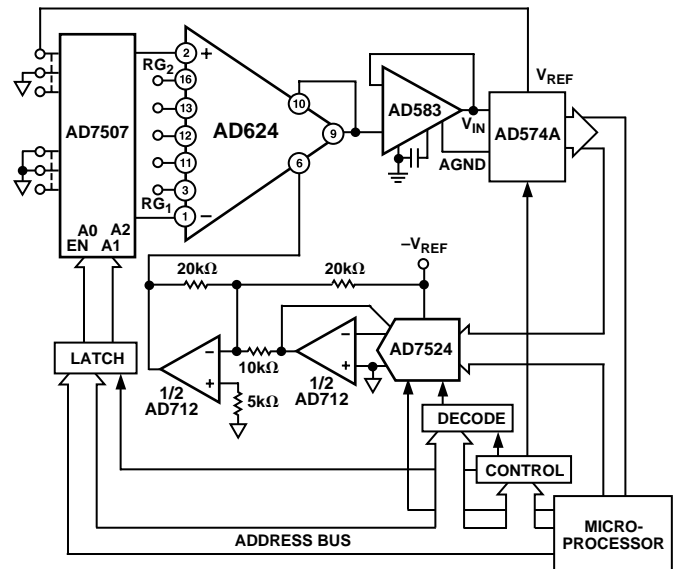 VREF
2
+
RG2
16
AD7507
13
12
11
3
RG1
1
−
AD624
10
9
6
AD583
VIN
AD574A
AGND
A0
A2
EN
A1
20kΩ
20kΩ
−VREF
−
+
1/2
AD712
5kΩ
10kΩ
−
+
1/2
AD712
AD7524
LATCH
DECODE
CONTROL
ADDRESS BUS
MICRO-
PROCESSOR